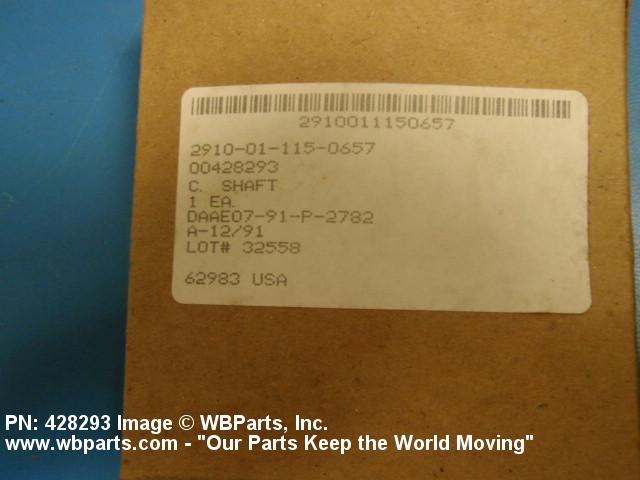 2910011150657
2910-01-115-0657
00428293
C. SHAFT
1 EA.
DAAE07-91-P-2782
A-12/91
LOT# 32558
62983 USA
PN: 428293 Image © WBParts, Inc.
www.wbparts.com - "Our Parts Keep the World Moving"